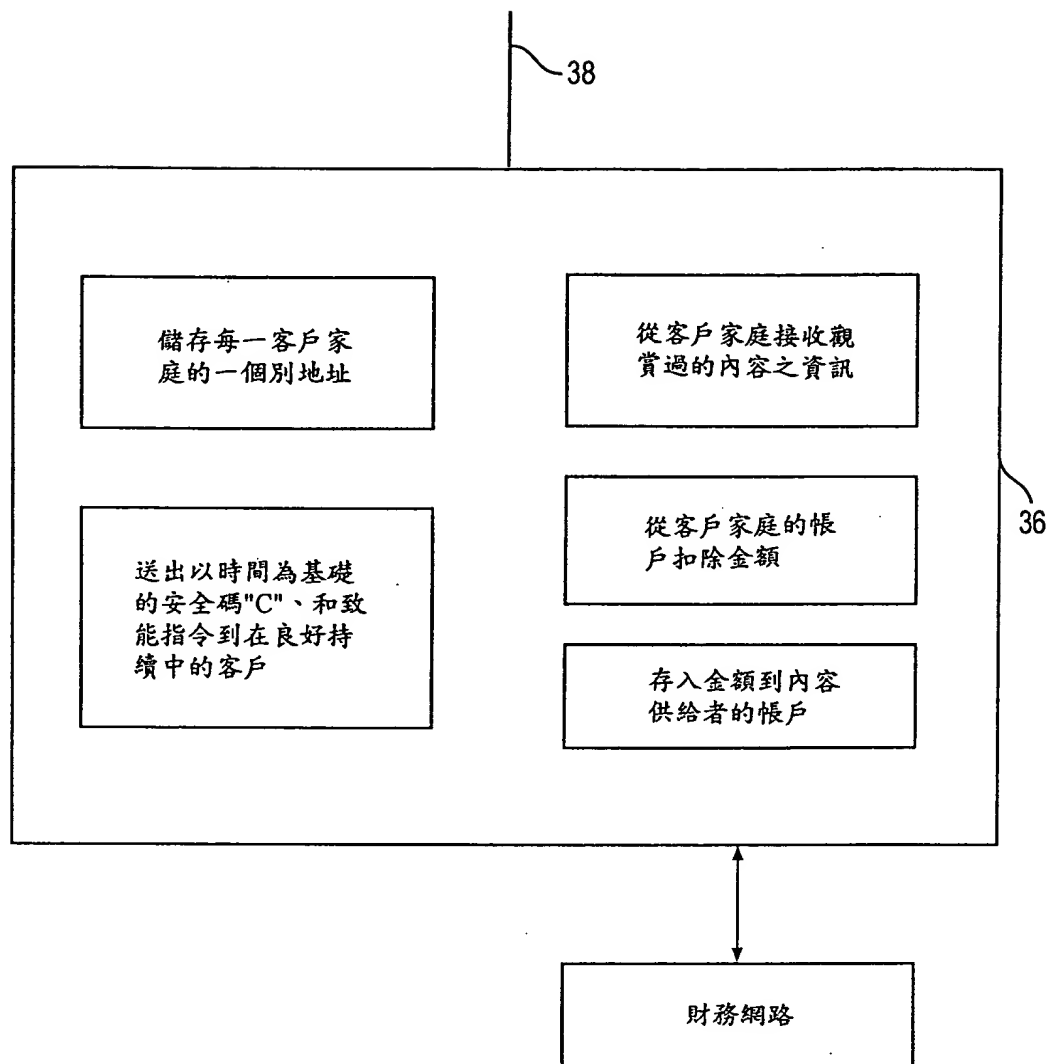 38
儲存每一客戶家
庭的一個別地址
從客戶家庭接收觀
賞過的內容之資訊
36
送出以時間為基礎
的安全碼"C"、和致
能指令到在良好持
續中的客戶
從客戶家庭的帳
戶扣除金額
存入金額到內容
供給者的帳戶
財務網路